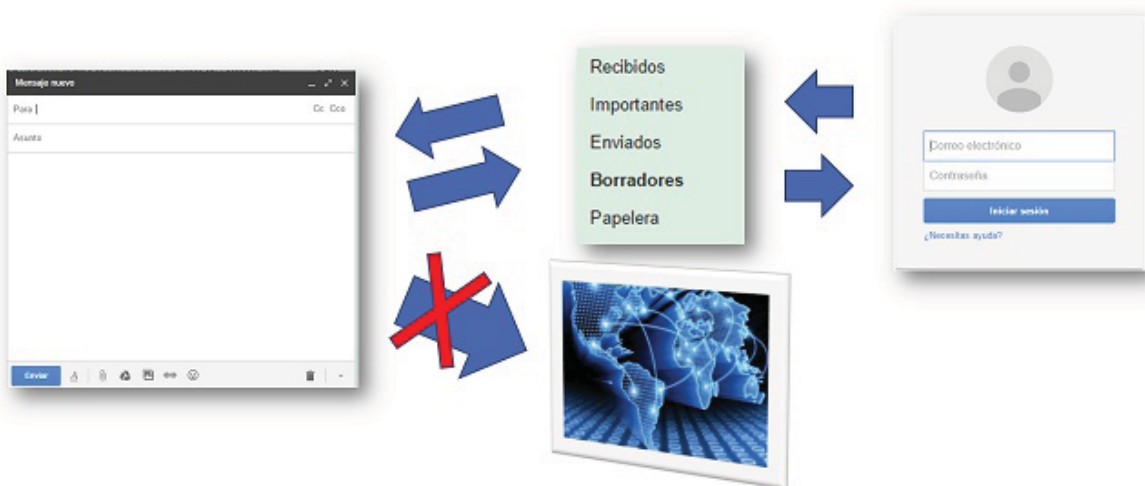 Mensaje nuevo
Para
Cc Cco
Asunto
Enviar
Recibidos
Importantes
Enviados
Borradores
Papelera
Correo electrónico
Contraseña
Iniciar sesión
¿Necesitas ayuda?